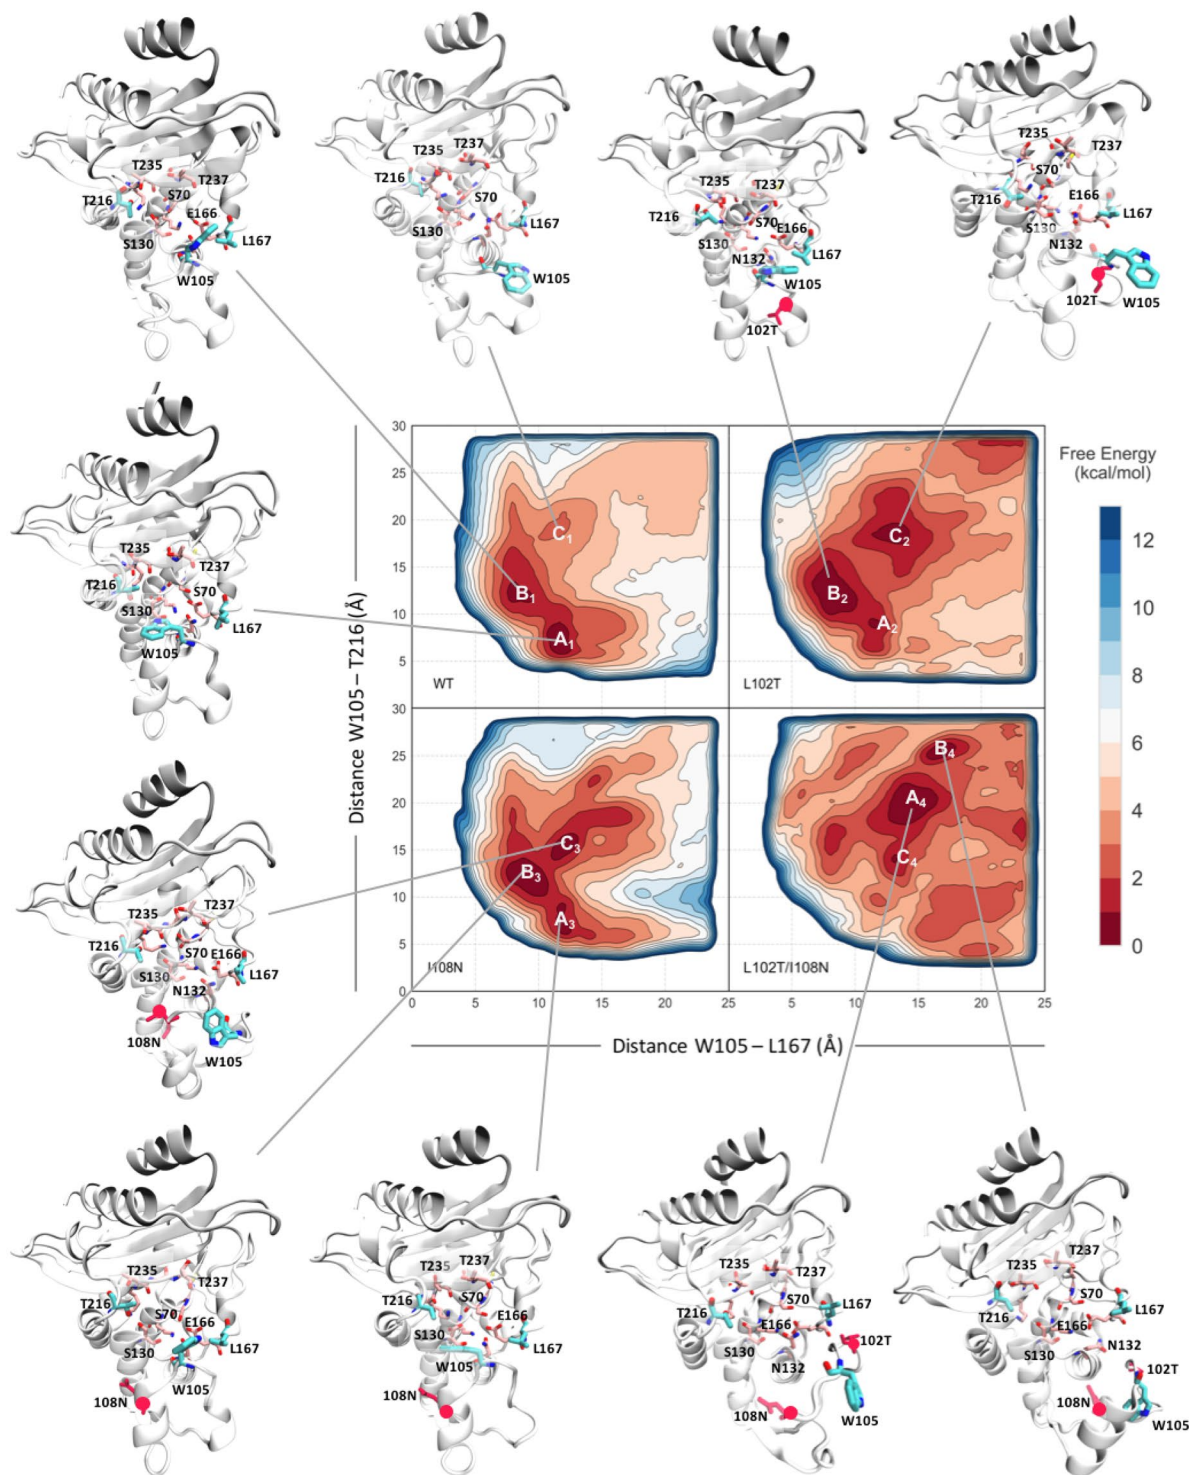 T235
T237
T216
S70
E166
S130
L167
W105
T235
T237
T216
S70
L167
S130
W105
T235
T237
T216
S70
E166
S130
L167
N132
W105
102T
T235
T237
S70
T216
L167
S130
N132
102T
W105
T235
T237
T216
S70
S130
L167
W105
T235
T237
T216
S70
E166
S130
L167
N132
108N
W105
Distance W105 – T216 (Å)
30
25
20
15
10
5
C1
B1
A1
WT
C2
B2
A2
L102T
30
25
20
15
10
5
0
C3
B3
A3
I108N
B4
A4
C4
L102T/I108N
0
5
10
15
20
25
5
10
15
20
25
Distance W105 – L167 (Å)
Free Energy
(kcal/mol)
12
10
8
6
4
2
0
T235
T237
T216
S70
E166
S130
L167
W105
108N
T235
T237
T216
S70
E166
S130
L167
W105
108N
T235
T237
S70
T216
L167
E166
S130
102T
N132
108N
W105
T235
T237
S70
L167
T216
E166
S130
N132
102T
108N
W105